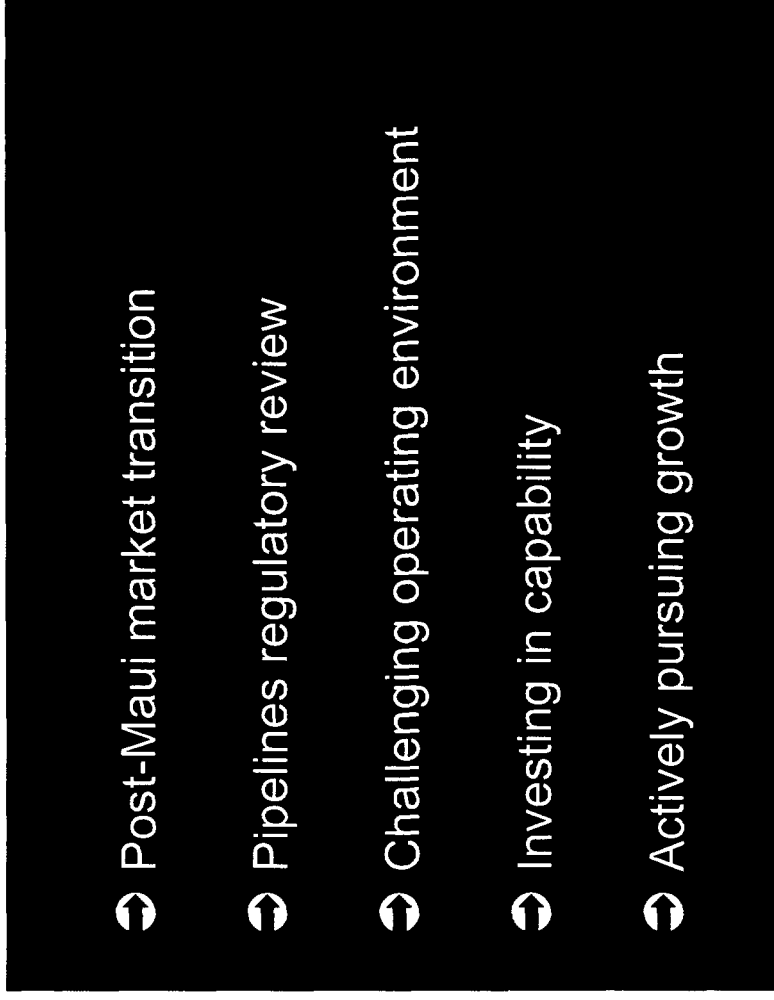 Post-Maui market transition
Pipelines regulatory review
Challenging operating environment
Investing in capability
Actively pursuing growth